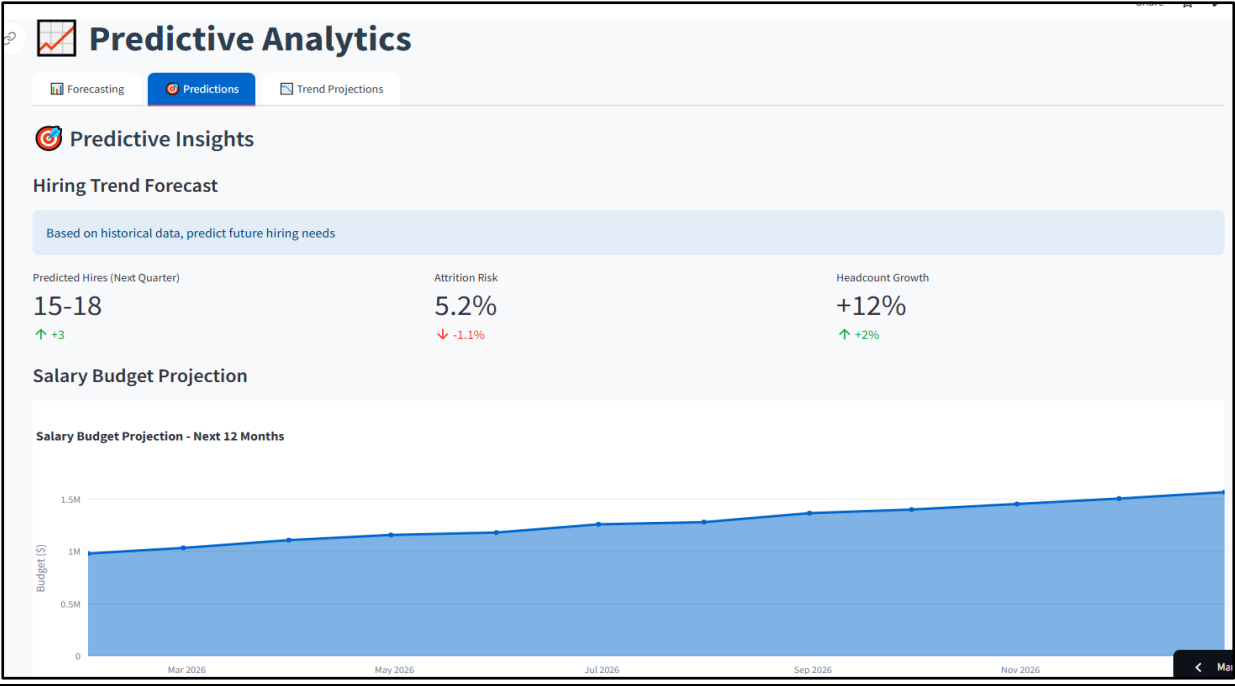 Predictive Analytics
Forecasting
Predictions
Trend Projections
Predictive Insights
Hiring Trend Forecast
Based on historical data, predict future hiring needs
Predicted Hires (Next Quarter)
Attrition Risk
Headcount Growth
15-18
5.2%
+12%
+3
-1.1%
+2%
Salary Budget Projection
Salary Budget Projection - Next 12 Months
1.5M
1M
0.5M
0
Budget ($)
Mar 2026
May 2026
Jul 2026
Sep 2026
Nov 2026